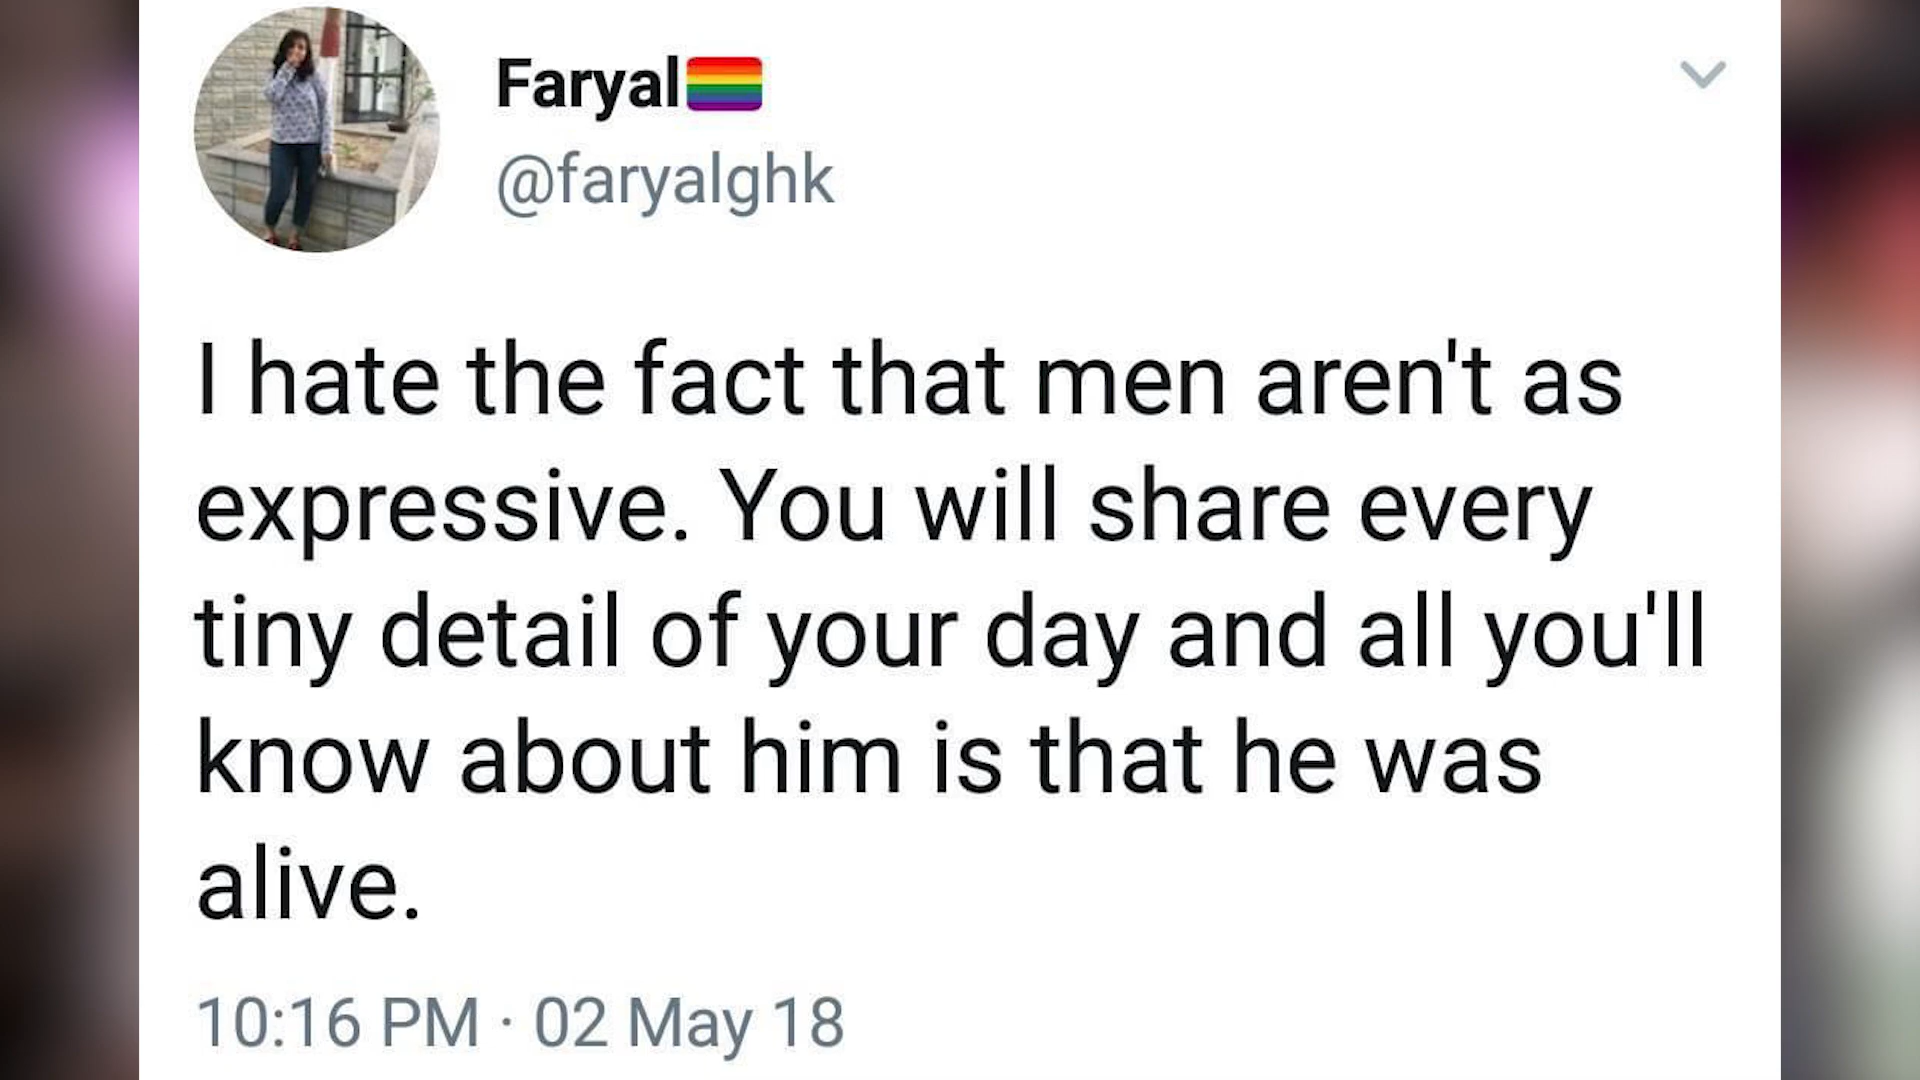 Faryal🏳️‍🌈
@faryalghk
I hate the fact that men aren't as
expressive. You will share every
tiny detail of your day and all you'll
know about him is that he was
alive.
10:16 PM · 02 May 18